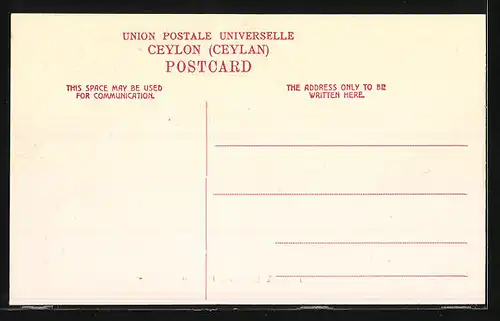 UNION POSTALE UNIVERSELLE
CEYLON (CEYLAN)
POSTCARD
THIS SPACE MAY BE USED
FOR COMMUNICATION.
THE ADDRESS ONLY TO BE
WRITTEN HERE.